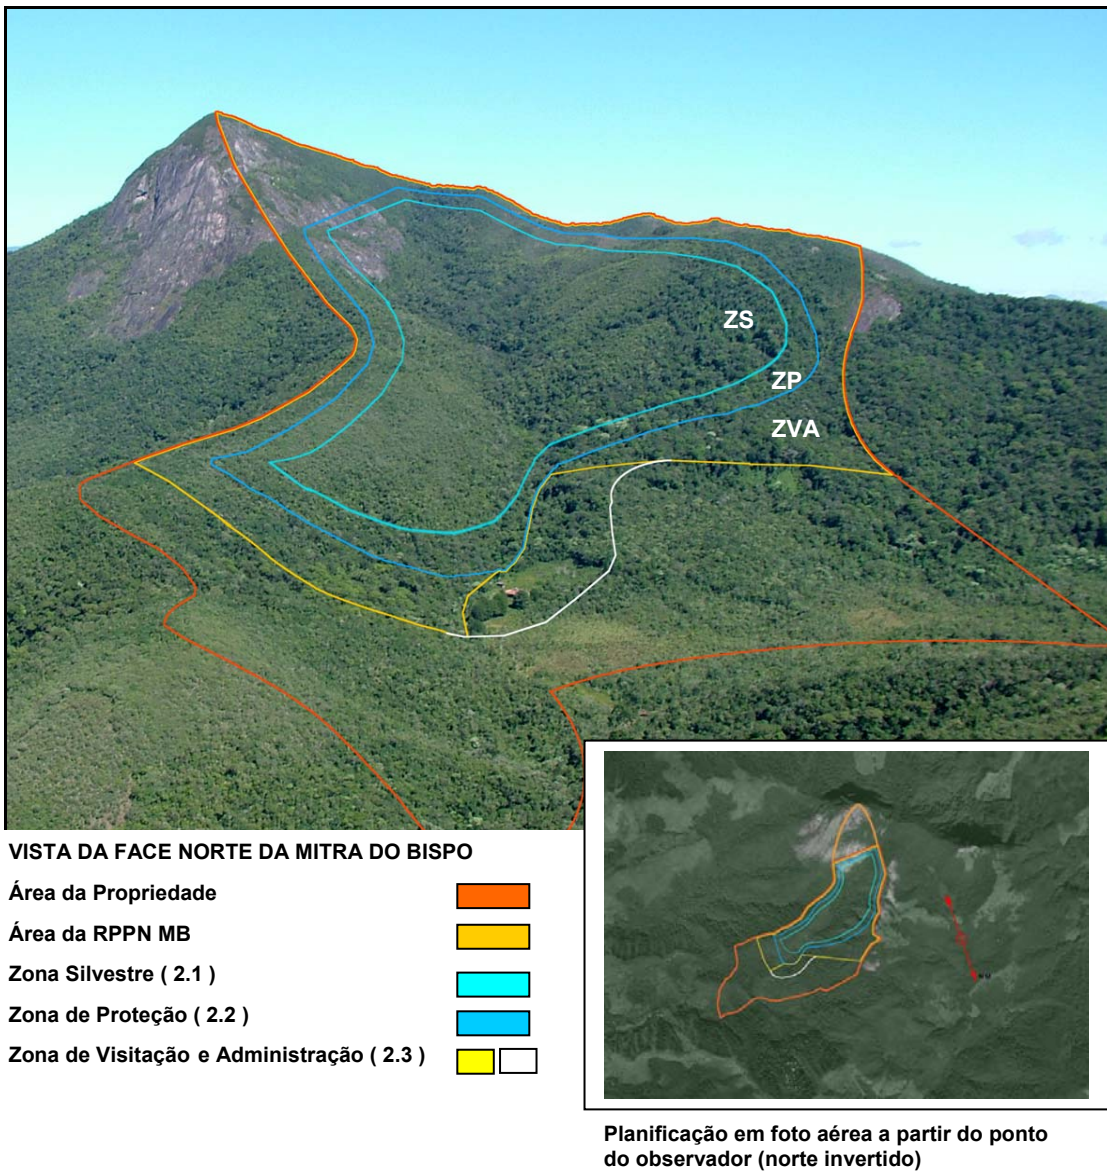 ZS
ZP
ZVA
VISTA DA FACE NORTE DA MITRA DO BISPO
Área da Propriedade
Área da RPPN MB
Zona Silvestre ( 2.1 )
Zona de Proteção ( 2.2 )
Zona de Visitação e Administração ( 2.3 )
Planificação em foto aérea a partir do ponto
do observador (norte invertido)